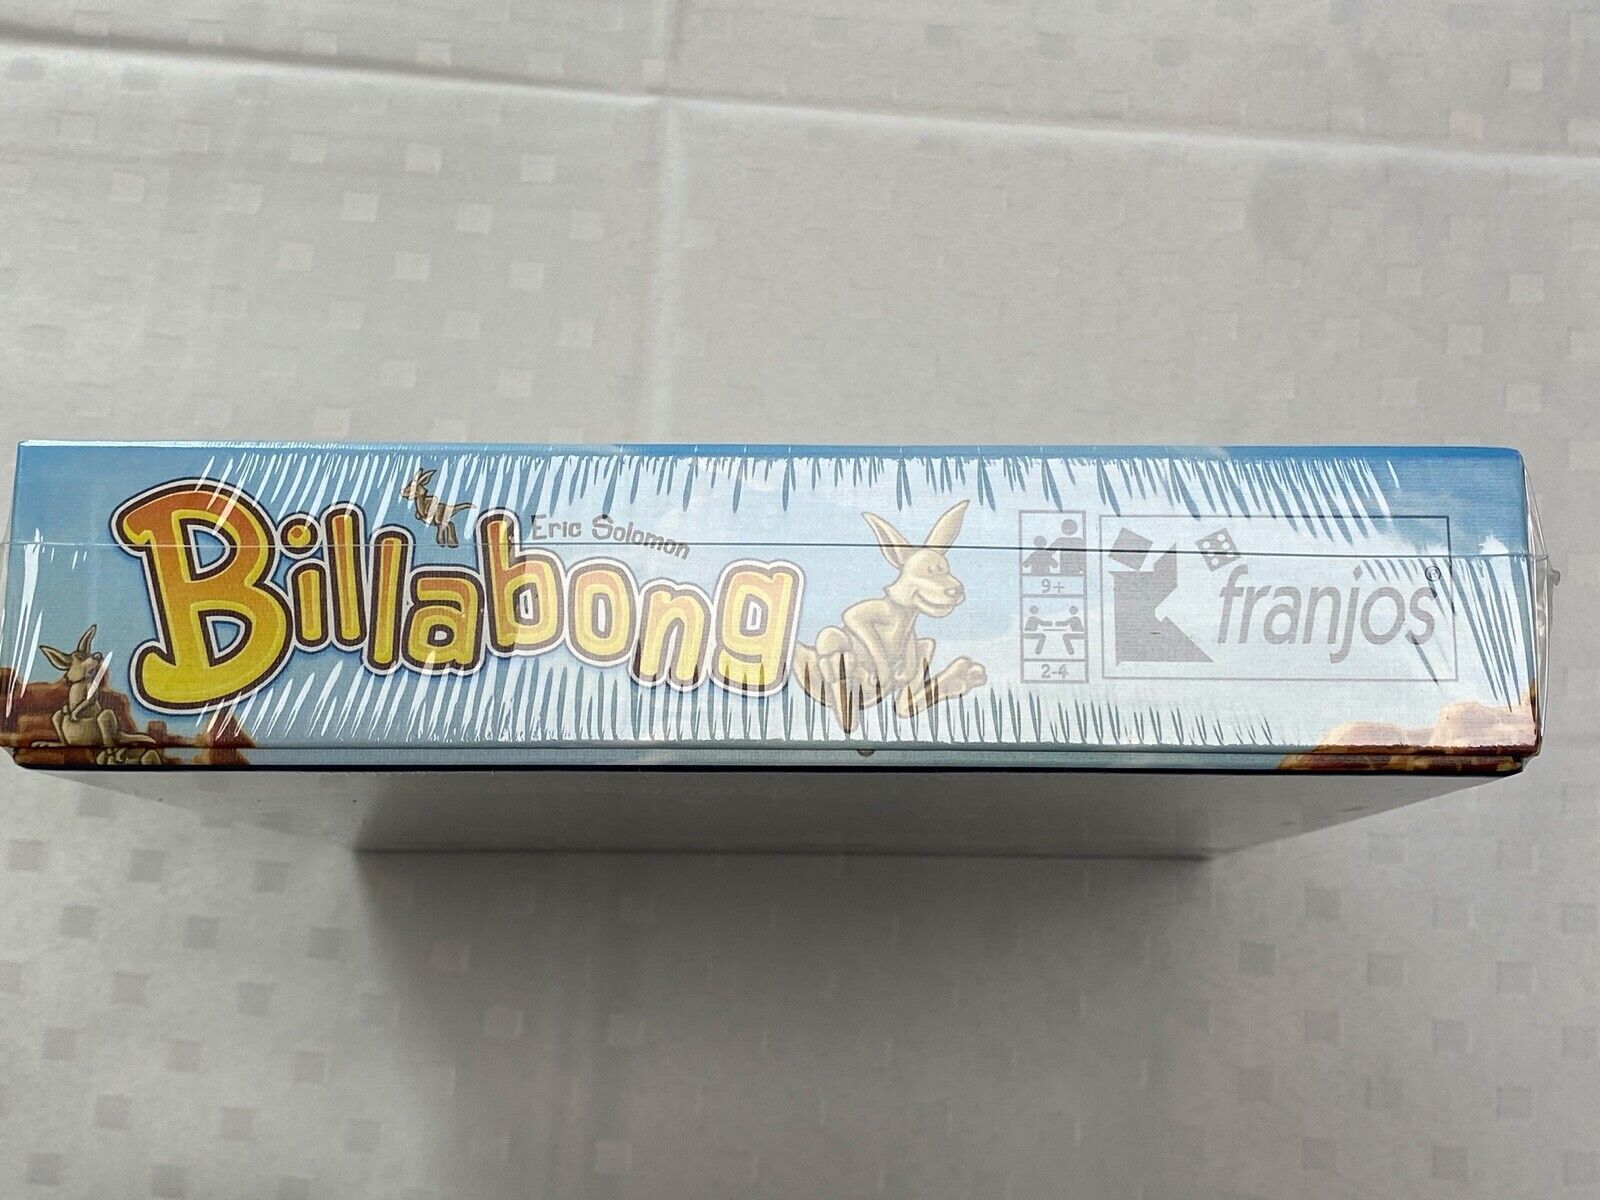 Eric Solomon
Billabong
9+
2-4
franjos®